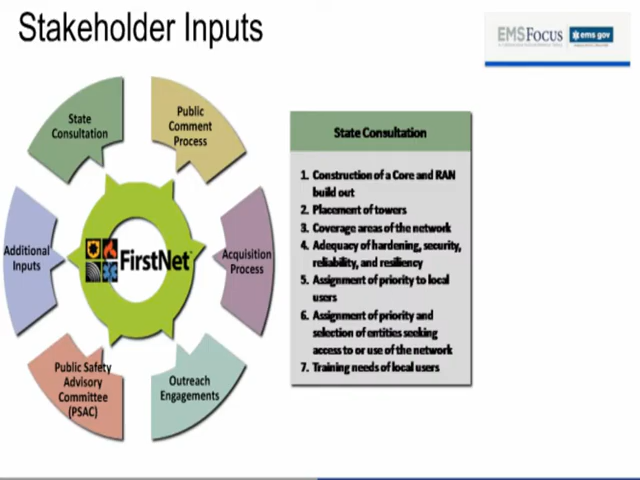 Stakeholder Inputs
EMSFocus
ems.gov
State
Consultation
Public
Comment
Process
Additional
Inputs
FirstNet
Acquisition
Process
Public Safety
Advisory
Committee
(PSAC)
Outreach
Engagements
State Consultation
1. Construction of a Core and RAN
build out
2. Placement of towers
3. Coverage areas of the network
4. Adequacy of hardening, security,
reliability, and resiliency
5. Assignment of priority to local
users
6. Assignment of priority and
selection of entities seeking
access to or use of the network
7. Training needs of local users